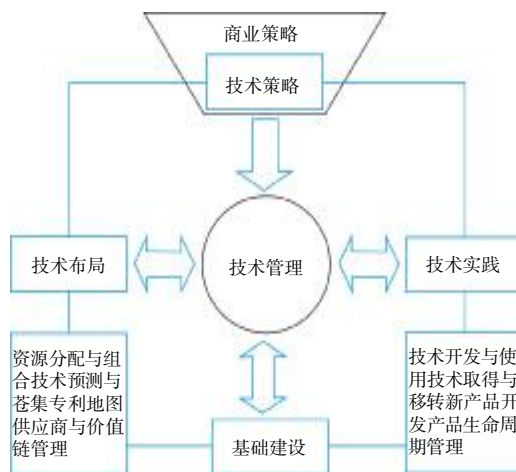 商业策略
技术策略
技术布局
技术管理
技术实践
资源分配与组
合技术预测与
苍集专利地图
供应商与价值
链管理
技术开发与使
用技术取得与
移转新产品开
发产品生命周
期管理
基础建设